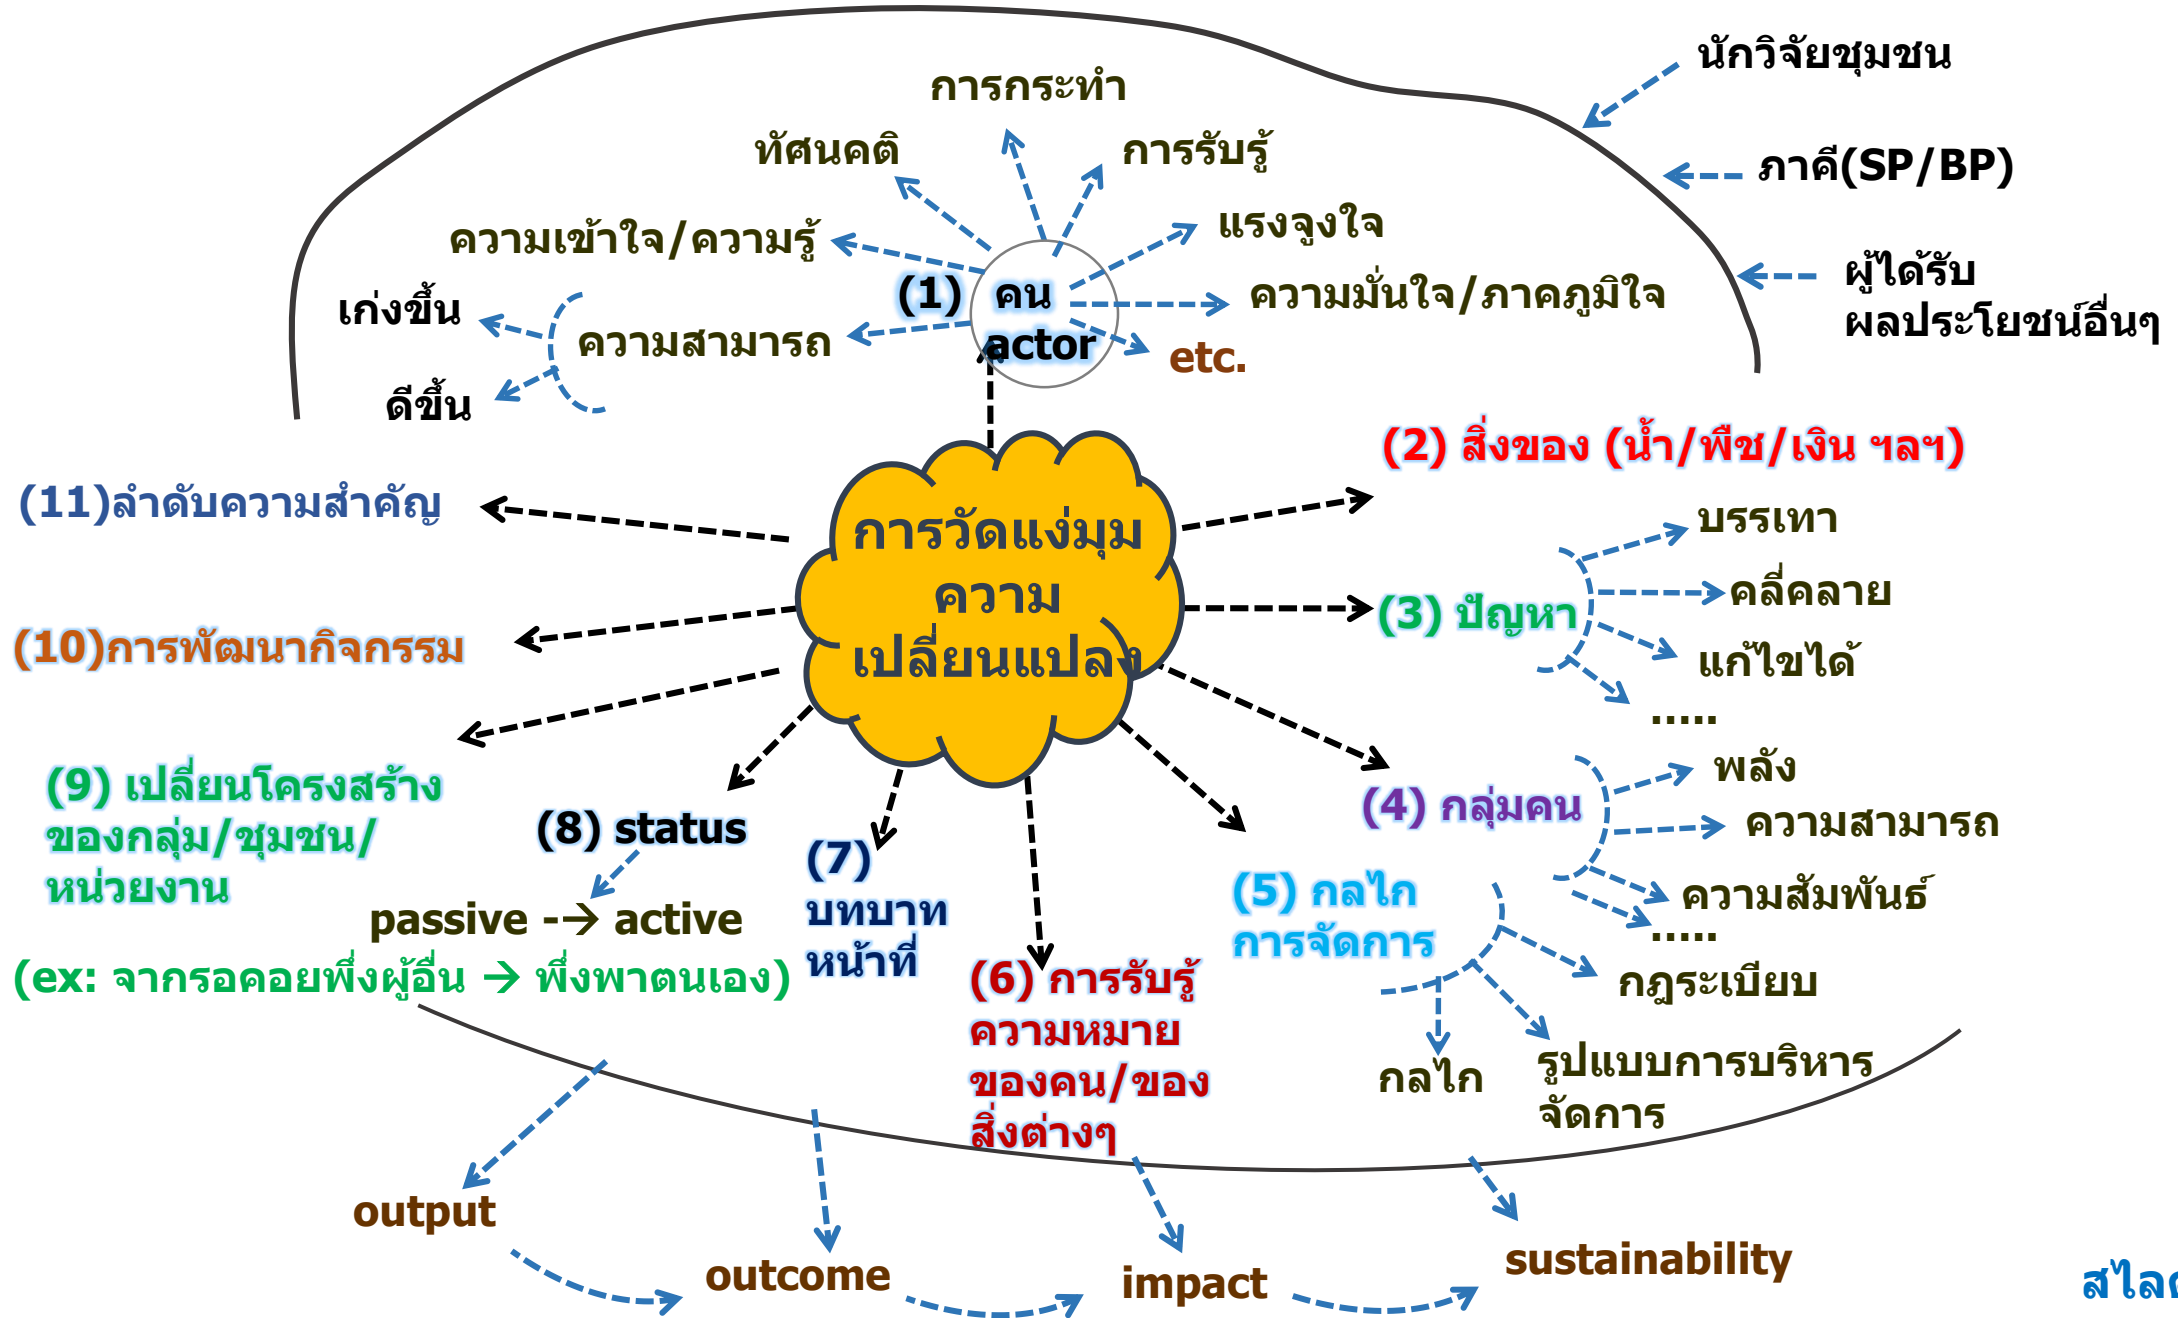 นักวิจัยชุมชน
การกระทำ
ทัศนคติ
การรับรู้
ภาคี(SP/BP)
แรงจูงใจ
ความเข้าใจ/ความรู้
ผู้ได้รับ
ผลประโยชน์อื่นๆ
(1) คน
actor
ความมั่นใจ/ภาคภูมิใจ
เก่งขึ้น
ความสามารถ
etc.
ดีขึ้น
(2) สิ่งของ (น้ำ/พืช/เงิน ฯลฯ)
(11)ลำดับความสำคัญ
การวัดแง่มุม
ความ
เปลี่ยนแปลง
บรรเทา
คลี่คลาย
(3) ปัญหา
แก้ไขได้
.....
(10)การพัฒนากิจกรรม
พลัง
(4) กลุ่มคน
ความสามารถ
ความสัมพันธ์
.....
(9) เปลี่ยนโครงสร้าง
ของกลุ่ม/ชุมชน/
หน่วยงาน
(8) status
passive --→ active
(ex: จากรอคอยพึ่งผู้อื่น → พึ่งพาตนเอง)
(7)
บทบาท
หน้าที่
(5) กลไก
การจัดการ
กฎระเบียบ
(6) การรับรู้
ความหมาย
ของคน/ของ
สิ่งต่างๆ
กลไก
รูปแบบการบริหาร
จัดการ
output
outcome
impact
sustainability